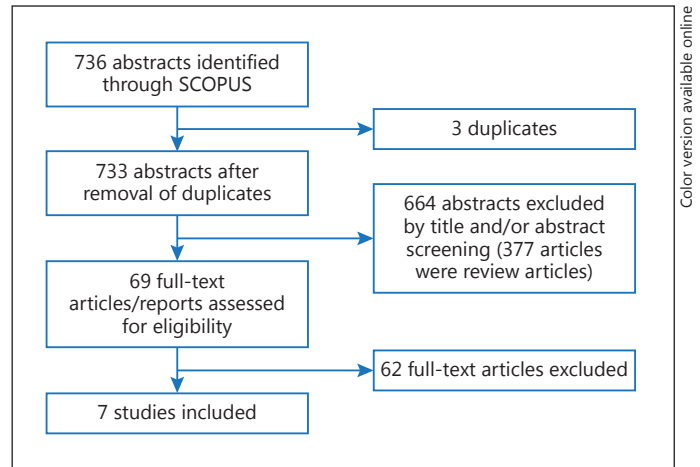 736 abstracts identified
through SCOPUS
3 duplicates
733 abstracts after
removal of duplicates
664 abstracts excluded
by title and/or abstract
screening (377 articles
were review articles)
69 full-text
articles/reports assessed
for eligibility
62 full-text articles excluded
7 studies included
Color version available online